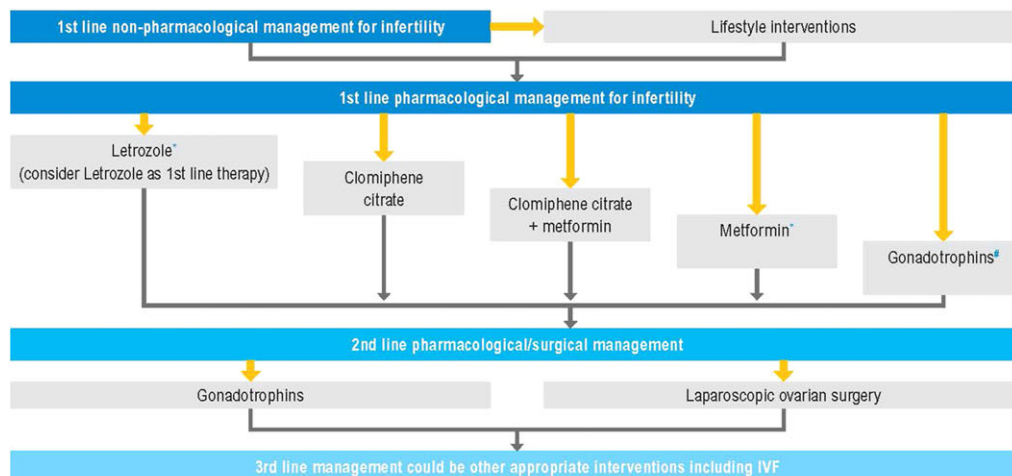 1st line non-pharmacological management for infertility
Lifestyle interventions
1st line pharmacological management for infertility
Letrozole*
(consider Letrozole as 1st line therapy)
Clomiphene
citrate
Clomiphene citrate
+ metformin
Metformin*
Gonadotrophins#
2nd line pharmacological/surgical management
Gonadotrophins
Laparoscopic ovarian surgery
3rd line management could be other appropriate interventions including IVF